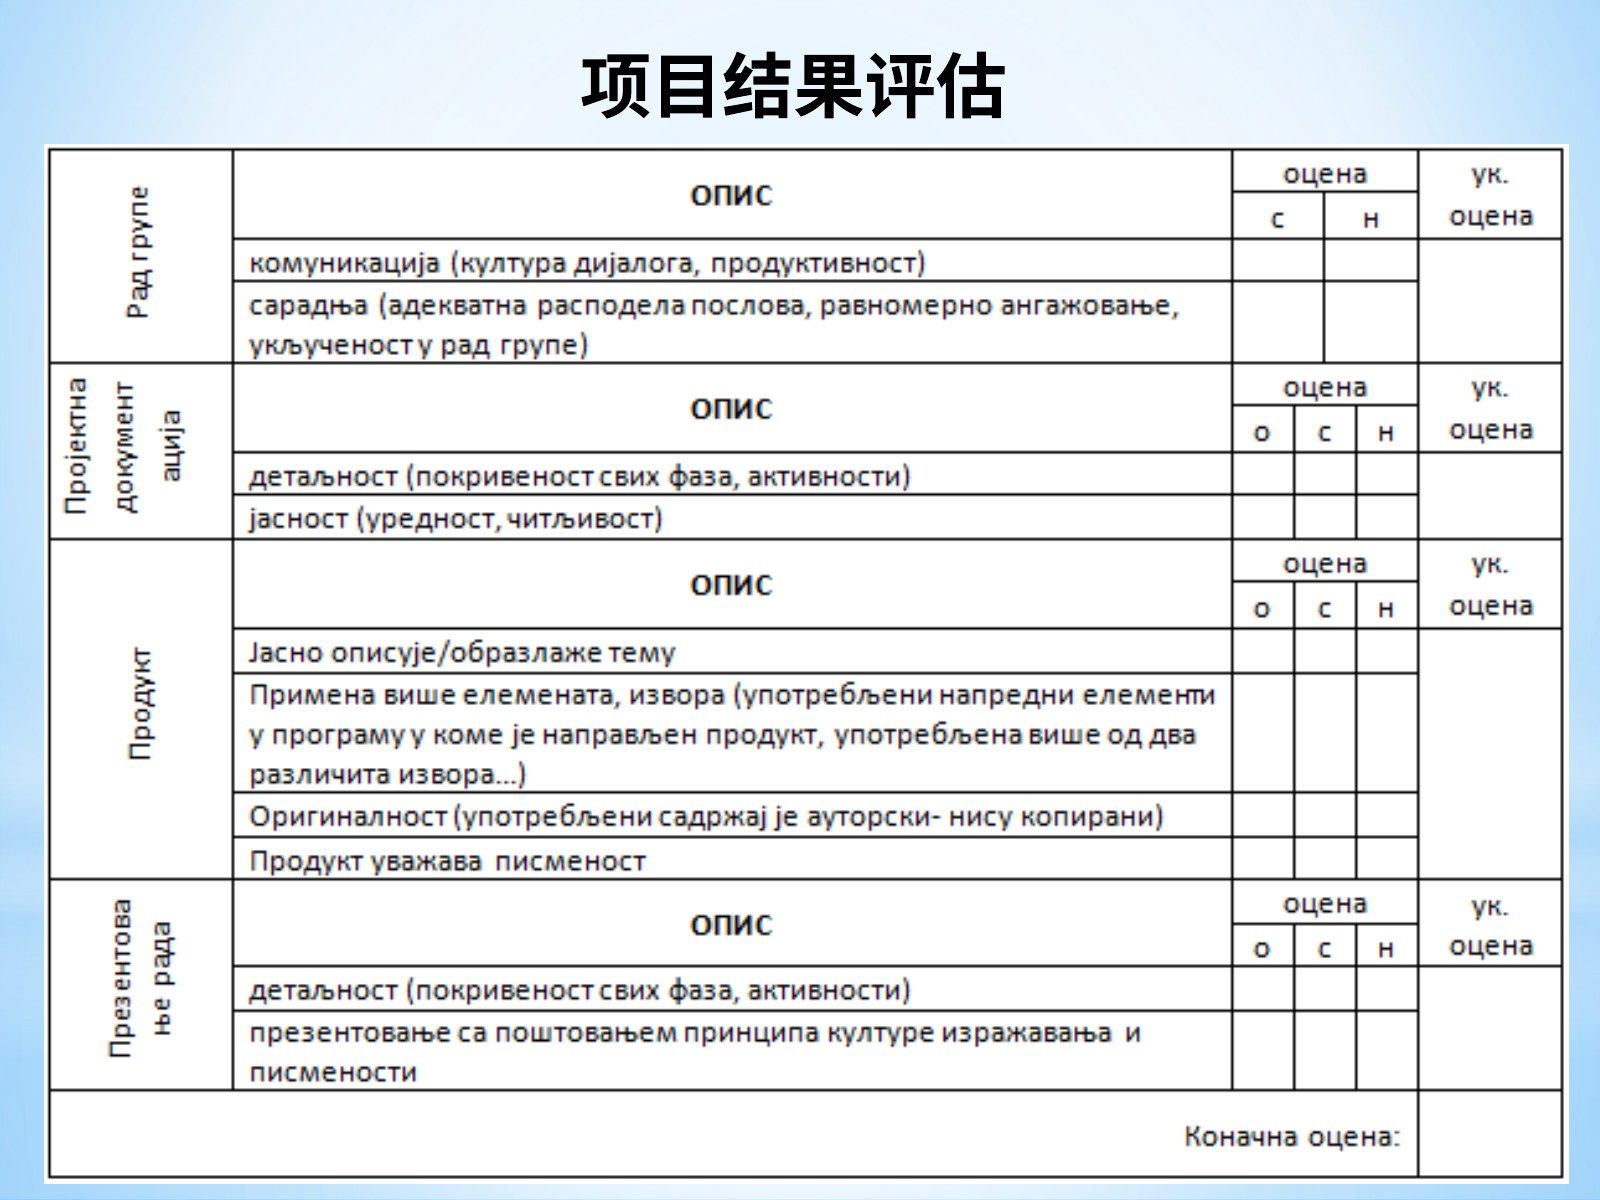 项目结果评估
Рад групе
ОПИС
оцена
ук.
оцена
с
н
комуникација (култура дијалога, продуктивност)
сарадња (адекватна расподела послова, равномерно ангажовање,
укљученост у рад групе)
Пројектна
документ
ација
ОПИС
оцена
ук.
оцена
о
с
н
детаљност (покривеност свих фаза, активности)
јасност (уредност, читљивост)
Продукт
ОПИС
оцена
ук.
оцена
о
с
н
Јасно описује/образлаже тему
Примена више елемената, извора (употребљени напредни елементи
у програму у коме је направљен продукт, употребљена више од два
различита извора...)
Оригиналност (употребљени садржај је ауторски- нису копирани)
Продукт уважава писменост
Презентова
ње рада
ОПИС
оцена
ук.
оцена
о
с
н
детаљност (покривеност свих фаза, активности)
презентовање са поштовањем принципа културе изражавања и
писмености
Коначна оцена: